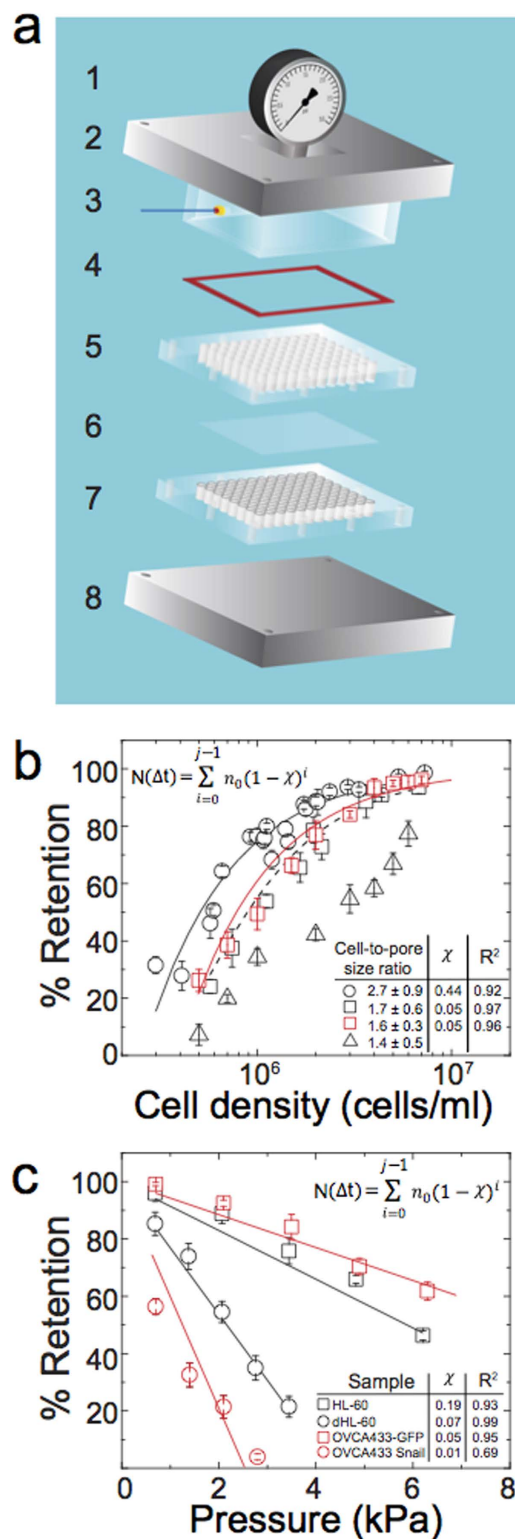 a
1
2
3
4
5
6
7
8
b
N(Δt) = j-1 ∑ i=0 n₀(1 − χ)ⁱ
100
80
60
40
20
0
% Retention
10⁶
10⁷
Cell density (cells/ml)
Cell-to-pore size ratio χ R²
2.7 ± 0.9 0.44 0.92
1.7 ± 0.6 0.05 0.97
1.6 ± 0.3 0.05 0.96
1.4 ± 0.5
c
N(Δt) = j-1 ∑ i=0 n₀(1 − χ)ⁱ
100
80
60
40
20
% Retention
0 2 4 6 8
Pressure (kPa)
Sample χ R²
HL-60 0.19 0.93
dHL-60 0.07 0.99
OVCA433-GFP 0.05 0.95
OVCA433 Snail 0.01 0.69